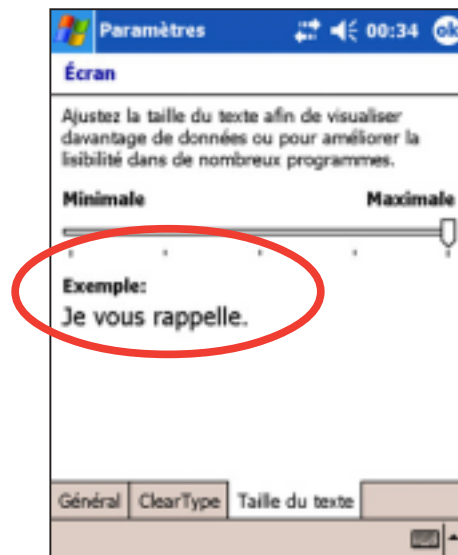 Paramètres 00:34 ok
Écran
Ajustez la taille du texte afin de visualiser
davantage de données ou pour améliorer la
lisibilité dans de nombreux programmes.
Minimale Maximale
Exemple:
Je vous rappelle.
Général ClearType Taille du texte